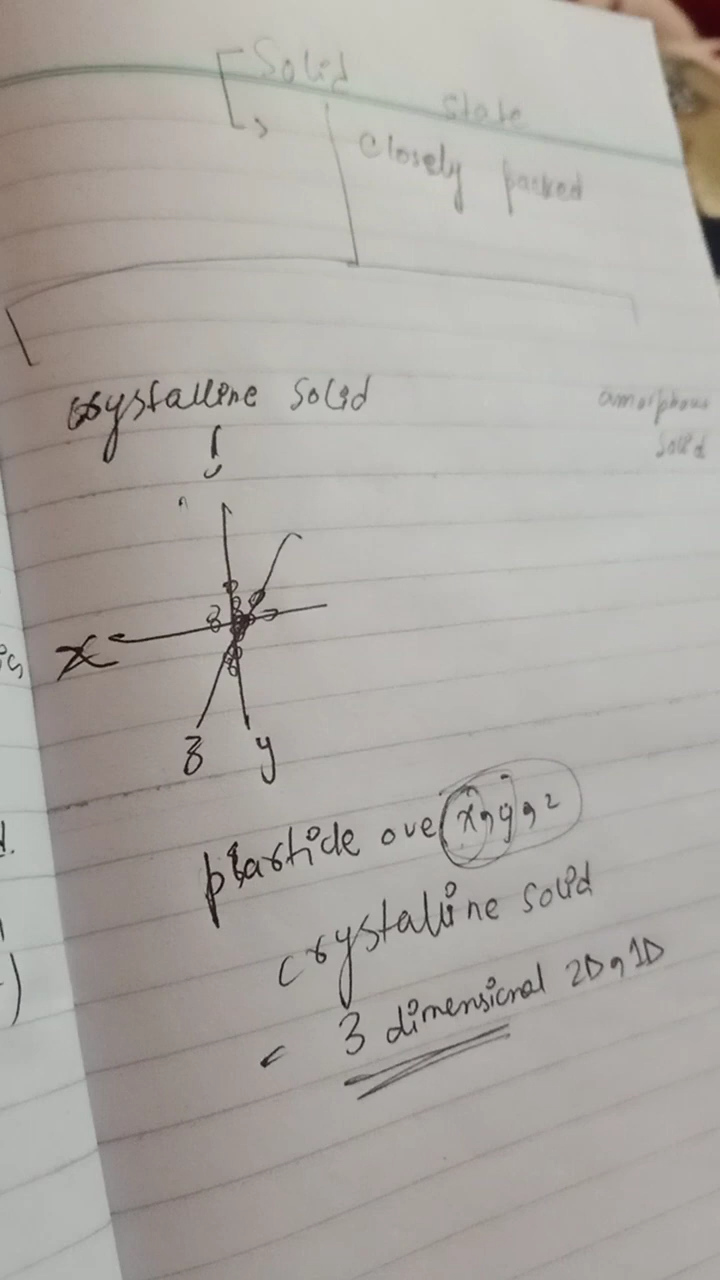 Solid state
closely packed
crystalline solid
amorphous
solid
x
z y
particle over x, y, z
crystalline solid
- 3 dimensional 2D, 1D